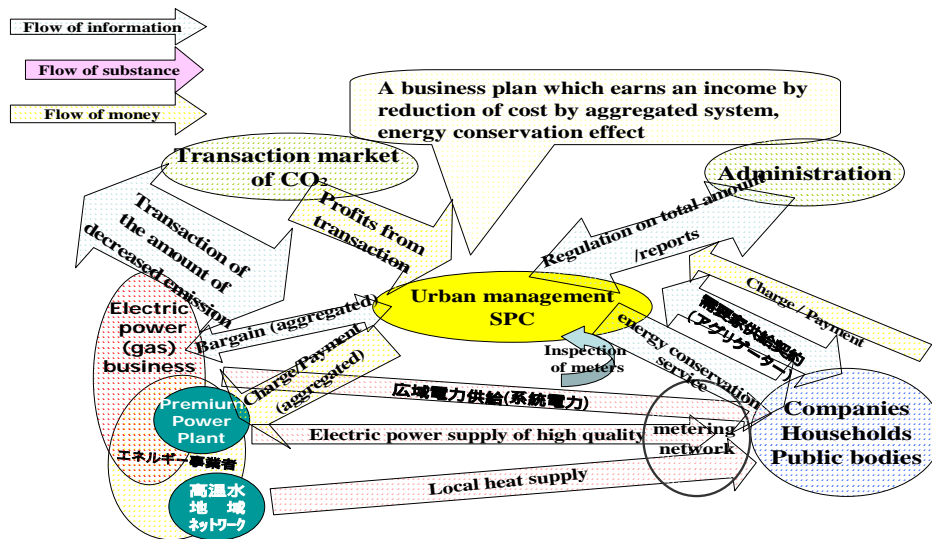 Flow of information
Flow of substance
Flow of money
A business plan which earns an income by
reduction of cost by aggregated system,
energy conservation effect
Transaction market
of CO₂
Administration
Transaction of
the amount of
decreased emission
Profits from
transaction
Regulation on total amount
/reports
Urban management
SPC
Electric
power
(gas)
business
Bargain (aggregated)
Charge/Payment
(aggregated)
Inspection
of meters
energy conservation
service
需要家供給契約
(アグリゲーター)
Charge / Payment
広域電力供給(系統電力)
Premium
Power
Plant
Electric power supply of high quality
metering
network
Companies
Households
Public bodies
エネルギー事業者
Local heat supply
高温水
地 域
ネットワーク